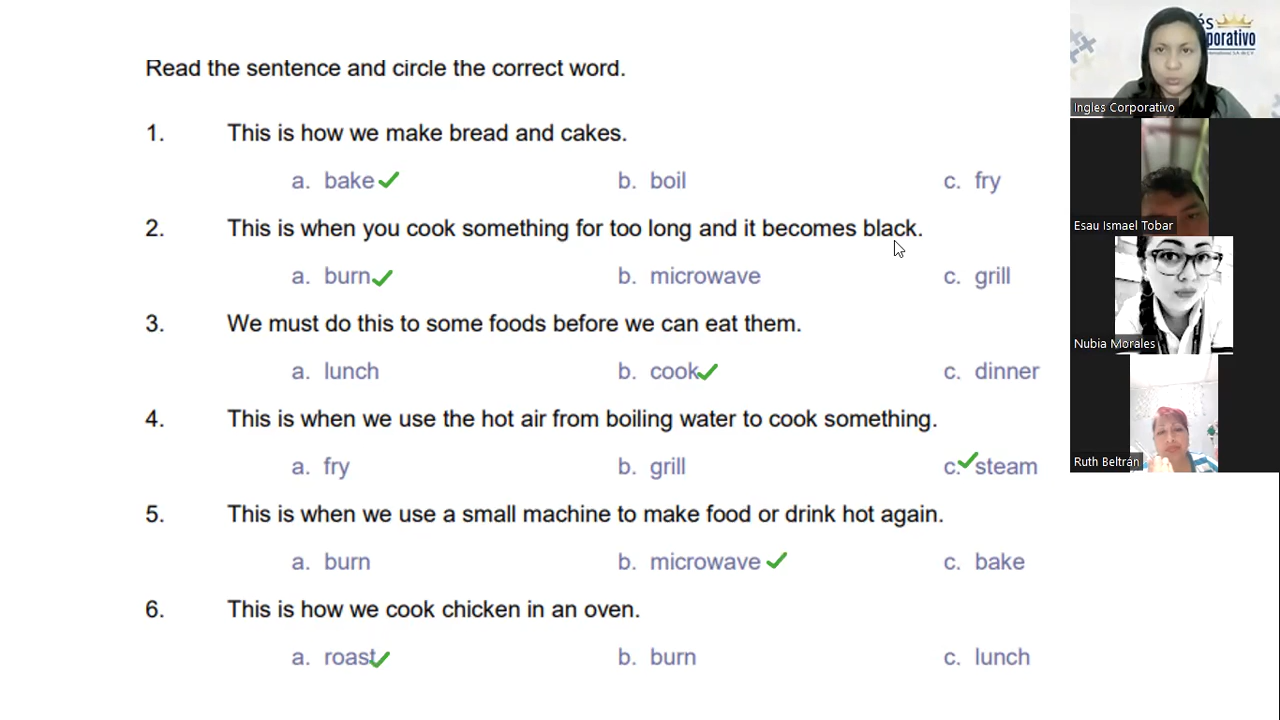 Read the sentence and circle the correct word.
1. This is how we make bread and cakes.
a. bake b. boil c. fry
2. This is when you cook something for too long and it becomes black.
a. burn b. microwave c. grill
3. We must do this to some foods before we can eat them.
a. lunch b. cook c. dinner
4. This is when we use the hot air from boiling water to cook something.
a. fry b. grill c. steam
5. This is when we use a small machine to make food or drink hot again.
a. burn b. microwave c. bake
6. This is how we cook chicken in an oven.
a. roast b. burn c. lunch
Ingles Corporativo
Esau Ismael Tobar
Nubia Morales
Ruth Beltrán